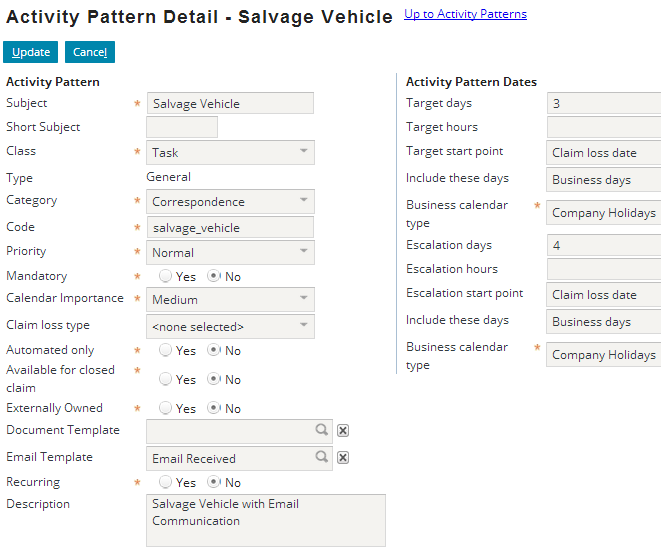 Activity Pattern Detail - Salvage Vehicle Up to Activity Patterns
Update Cancel
Activity Pattern
Subject * Salvage Vehicle
Short Subject
Class * Task
Type General
Category * Correspondence
Code * salvage_vehicle
Priority * Normal
Mandatory * Yes No
Calendar Importance * Medium
Claim loss type <none selected>
Automated only * Yes No
Available for closed
claim * Yes No
Externally Owned * Yes No
Document Template
Email Template Email Received
Recurring * Yes No
Description Salvage Vehicle with Email
Communication
Activity Pattern Dates
Target days 3
Target hours
Target start point Claim loss date
Include these days Business days
Business calendar
type * Company Holidays
Escalation days 4
Escalation hours
Escalation start point Claim loss date
Include these days Business days
Business calendar
type * Company Holidays